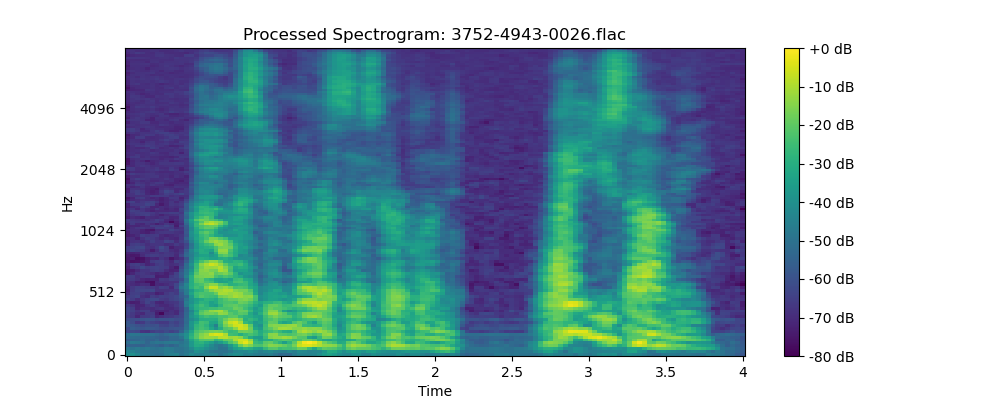 Processed Spectrogram: 3752-4943-0026.flac
Hz
4096
2048
1024
512
0
0 0.5 1 1.5 2 2.5 3 3.5 4
Time
+0 dB
-10 dB
-20 dB
-30 dB
-40 dB
-50 dB
-60 dB
-70 dB
-80 dB